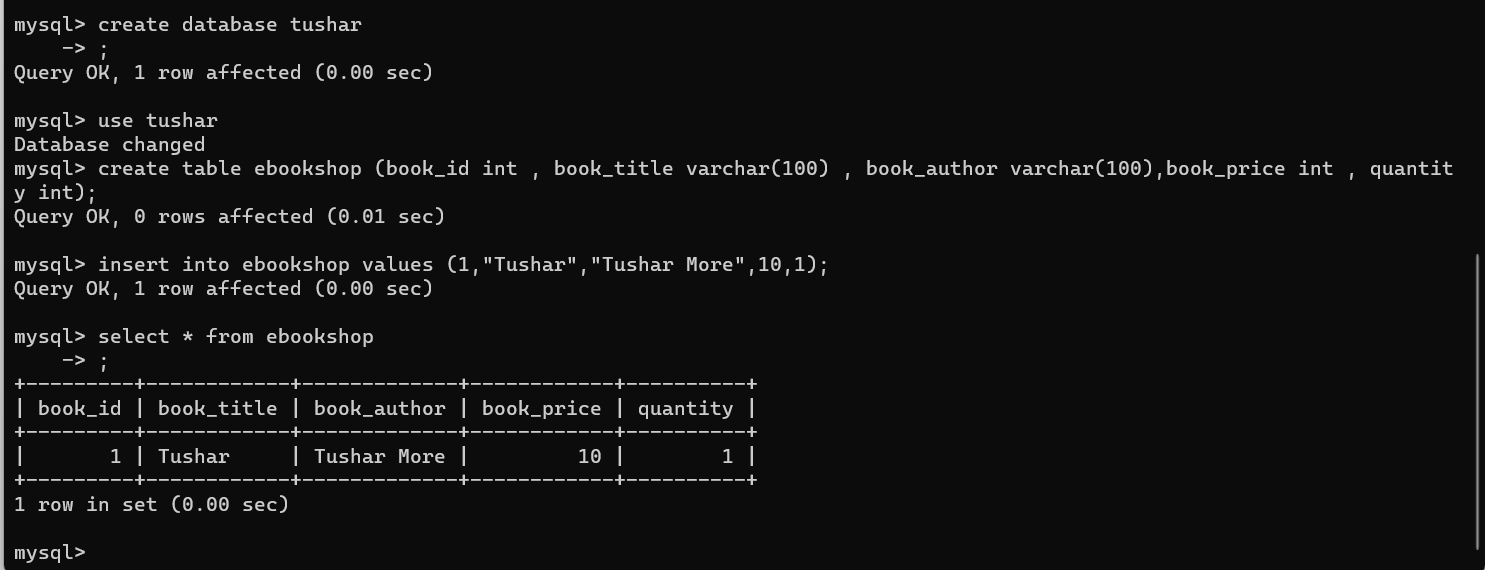 mysql> create database tushar
    -> ;
Query OK, 1 row affected (0.00 sec)
mysql> use tushar
Database changed
mysql> create table ebookshop (book_id int , book_title varchar(100) , book_author varchar(100),book_price int , quantit
y int);
Query OK, 0 rows affected (0.01 sec)
mysql> insert into ebookshop values (1,"Tushar","Tushar More",10,1);
Query OK, 1 row affected (0.00 sec)
mysql> select * from ebookshop
    -> ;
+---------+------------+-------------+------------+----------+
| book_id | book_title | book_author | book_price | quantity |
+---------+------------+-------------+------------+----------+
|       1 | Tushar     | Tushar More |         10 |        1 |
+---------+------------+-------------+------------+----------+
1 row in set (0.00 sec)
mysql>